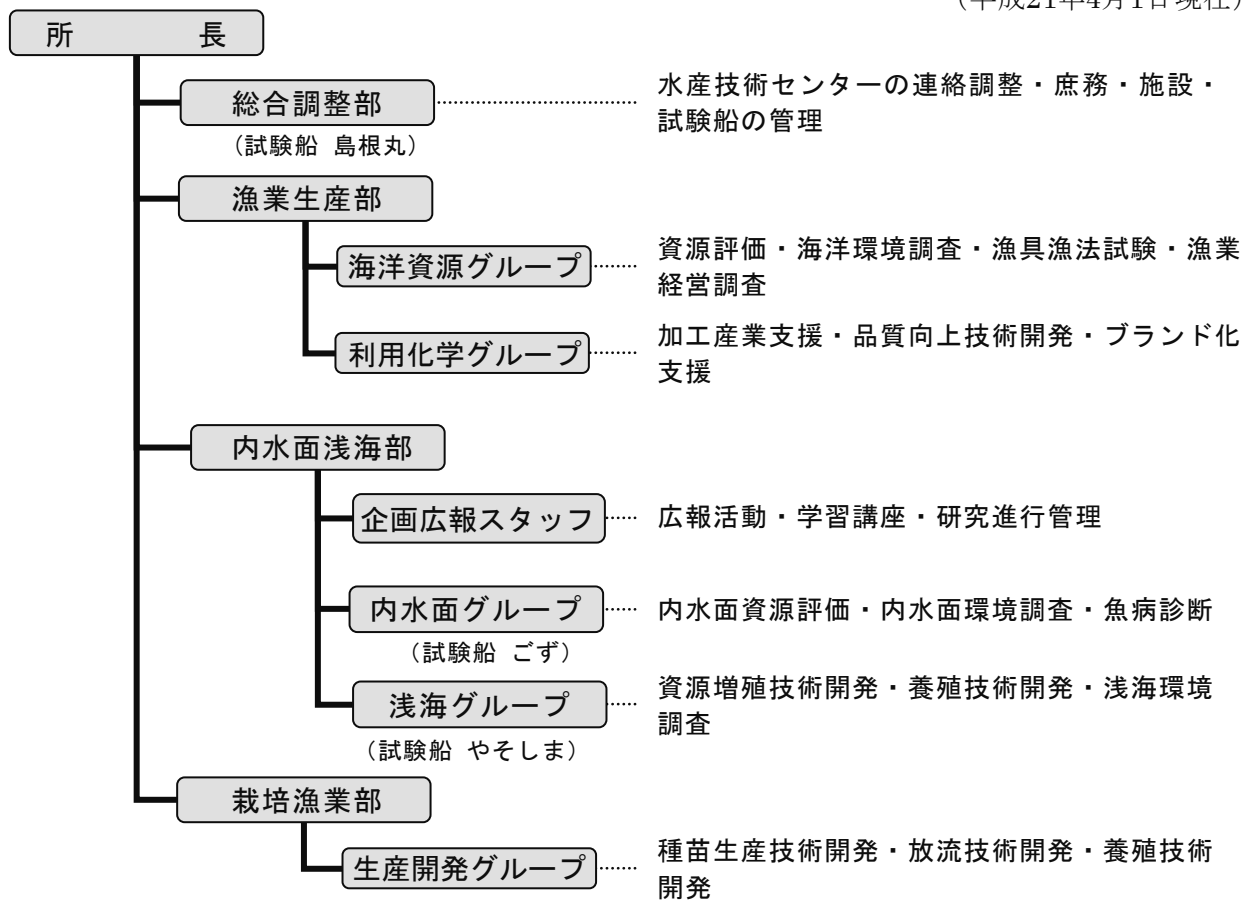 (平成21年4月1日現在)
所 長
総合調整部
水産技術センターの連絡調整・庶務・施設・
試験船の管理
(試験船 島根丸)
漁業生産部
海洋資源グループ
資源評価・海洋環境調査・漁具漁法試験・漁業
経営調査
利用化学グループ
加工産業支援・品質向上技術開発・ブランド化
支援
内水面浅海部
企画広報スタッフ
広報活動・学習講座・研究進行管理
内水面グループ
内水面資源評価・内水面環境調査・魚病診断
(試験船 ごず)
浅海グループ
資源増殖技術開発・養殖技術開発・浅海環境
調査
(試験船 やそしま)
栽培漁業部
生産開発グループ
種苗生産技術開発・放流技術開発・養殖技術
開発